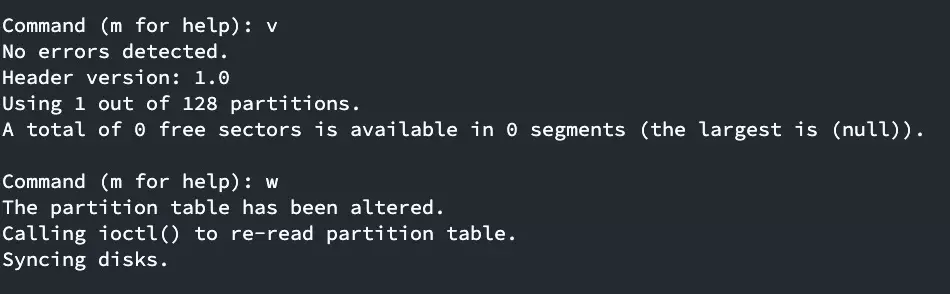 Command (m for help): v
No errors detected.
Header version: 1.0
Using 1 out of 128 partitions.
A total of 0 free sectors is available in 0 segments (the largest is (null)).
Command (m for help): w
The partition table has been altered.
Calling ioctl() to re-read partition table.
Syncing disks.